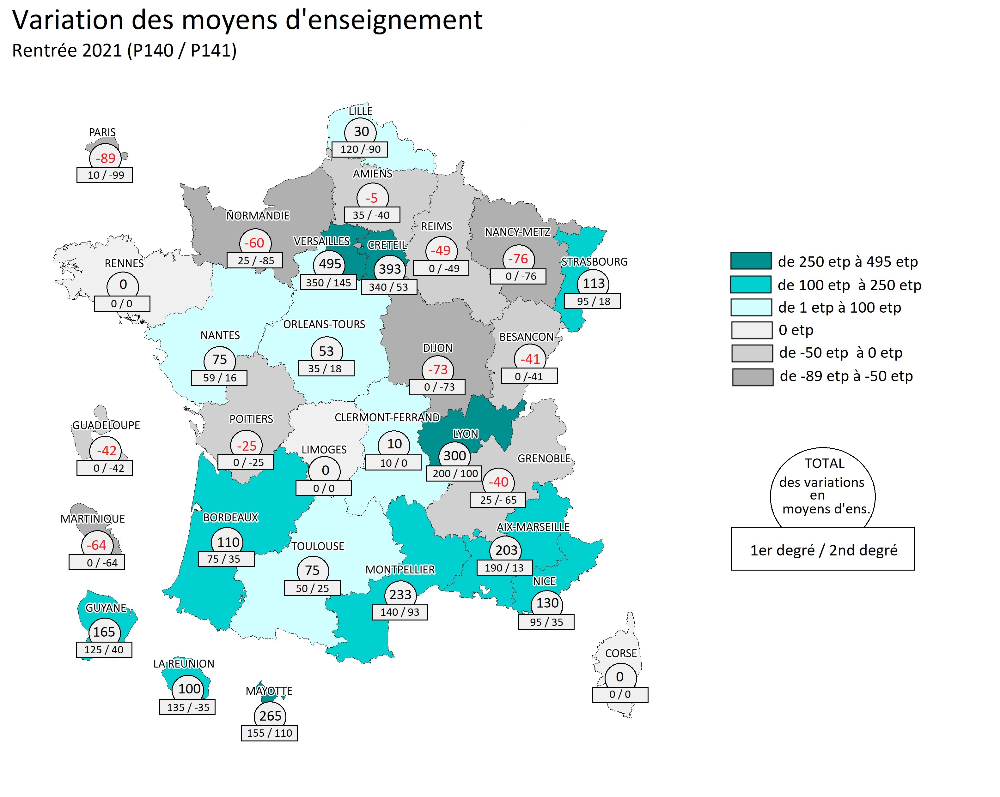 Variation des moyens d'enseignement
Rentrée 2021 (P140 / P141)
LILLE
30
120 /-90
PARIS
-89
10 / -99
AMIENS
-5
35 / -40
NORMANDIE
-60
25 / -85
VERSAILLES
495
350 / 145
CRETEIL
393
340 / 53
REIMS
-49
0 / -49
NANCY-METZ
-76
0 / -76
STRASBOURG
113
95 / 18
RENNES
0
0 / 0
NANTES
75
59 / 16
ORLEANS-TOURS
53
35 / 18
DIJON
-73
0 / -73
BESANCON
-41
0 /-41
POITIERS
-25
0 / -25
LIMOGES
0
0 / 0
CLERMONT-FERRAND
10
10 / 0
LYON
300
200 / 100
GRENOBLE
-40
25 /- 65
GUADELOUPE
-42
0 / -42
MARTINIQUE
-64
0 / -64
BORDEAUX
110
75 / 35
TOULOUSE
75
50 / 25
MONTPELLIER
233
140 / 93
AIX-MARSEILLE
203
190 / 13
NICE
130
95 / 35
GUYANE
165
125 / 40
LA REUNION
100
135 / -35
MAYOTTE
265
155 / 110
CORSE
0
0 / 0
de 250 etp à 495 etp
de 100 etp  à 250 etp
de 1 etp à 100 etp
0 etp
de -50 etp  à 0 etp
de -89 etp à -50 etp
TOTAL
des variations
en
moyens d'ens.
1er degré / 2nd degré